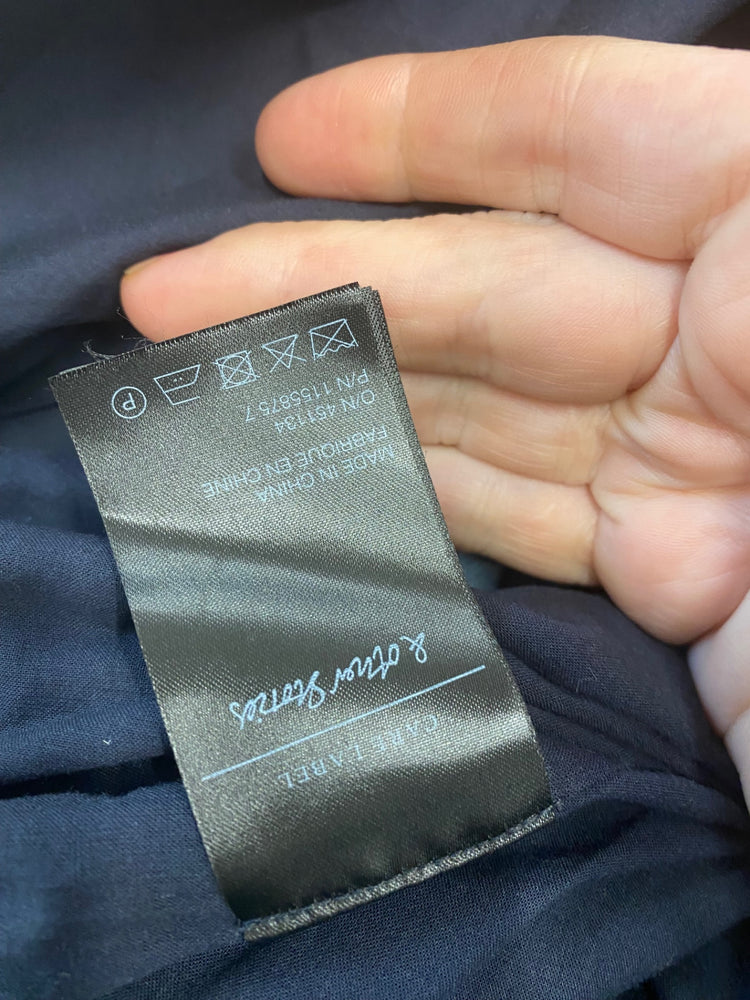 CARE LABEL
& other Stories
MADE IN CHINA
FABRIQUE EN CHINE
O/N 451134
P/N 1155875 7
P